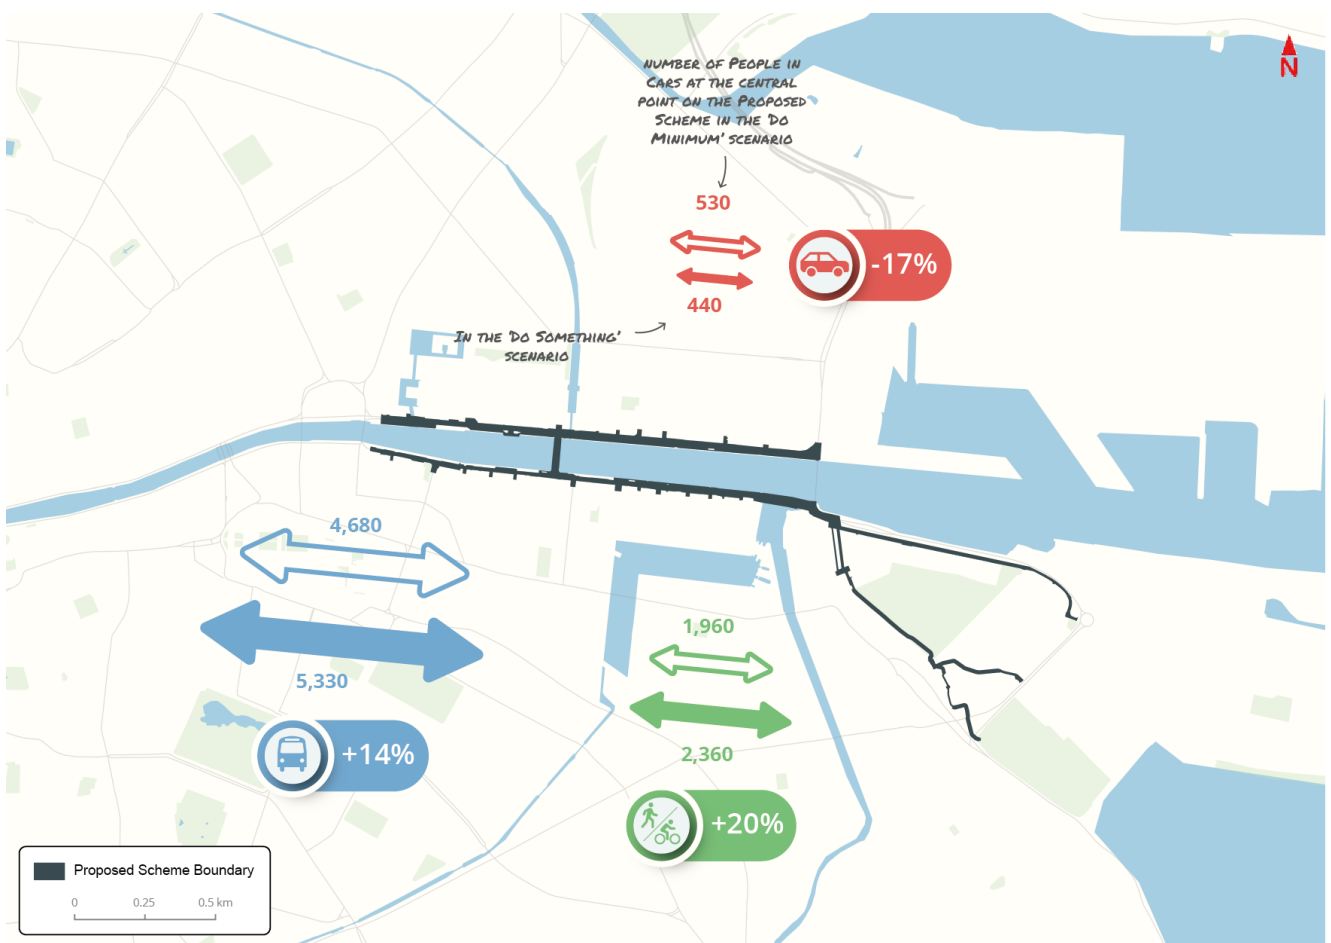 NUMBER OF PEOPLE IN
CARS AT THE CENTRAL
POINT ON THE PROPOSED
SCHEME IN THE 'DO
MINIMUM' SCENARIO
N
530
-17%
440
IN THE 'DO SOMETHING'
SCENARIO
4,680
5,330
+14%
1,960
2,360
+20%
Proposed Scheme Boundary
0 0.25 0.5 km